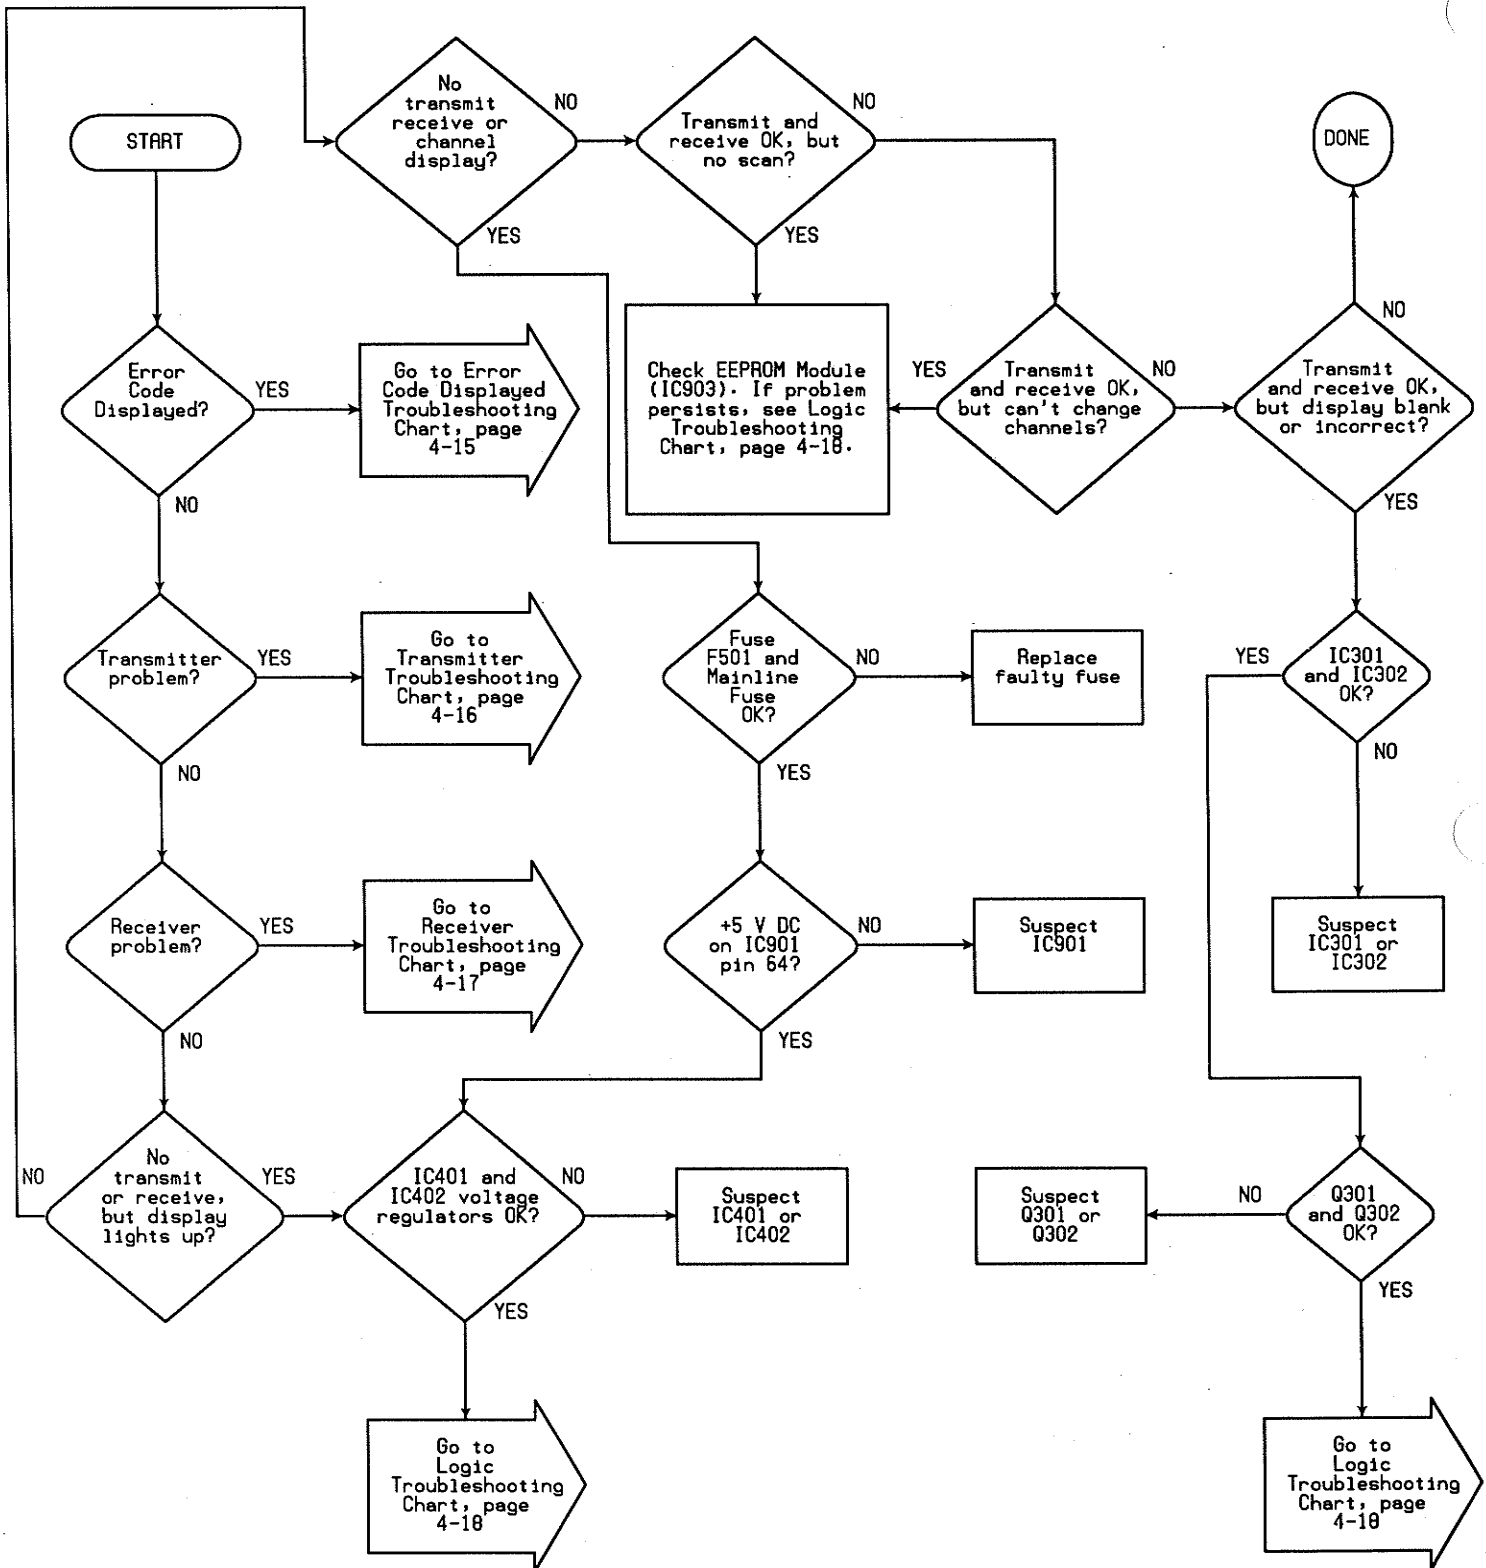 START
No
transmit
receive or
channel
display?
NO
YES
Transmit and
receive OK, but
no scan?
NO
YES
DONE
Error
Code
Displayed?
YES
NO
Go to Error
Code Displayed
Troubleshooting
Chart, page
4-15
Check EEPROM Module
(IC903). If problem
persists, see Logic
Troubleshooting
Chart, page 4-18.
YES
Transmit
and receive OK,
but can't change
channels?
NO
NO
Transmit
and receive OK,
but display blank
or incorrect?
YES
Transmitter
problem?
YES
NO
Go to
Transmitter
Troubleshooting
Chart, page
4-16
Fuse
F501 and
Mainline
Fuse
OK?
NO
YES
Replace
faulty fuse
YES
IC301
and IC302
OK?
NO
Receiver
problem?
YES
NO
Go to
Receiver
Troubleshooting
Chart, page
4-17
+5 V DC
on IC901
pin 64?
NO
YES
Suspect
IC901
Suspect
IC301 or
IC302
NO
No
transmit
or receive,
but display
lights up?
YES
IC401 and
IC402 voltage
regulators OK?
NO
YES
Suspect
IC401 or
IC402
Suspect
Q301 or
Q302
NO
Q301
and Q302
OK?
YES
Go to
Logic
Troubleshooting
Chart, page
4-18
Go to
Logic
Troubleshooting
Chart, page
4-18